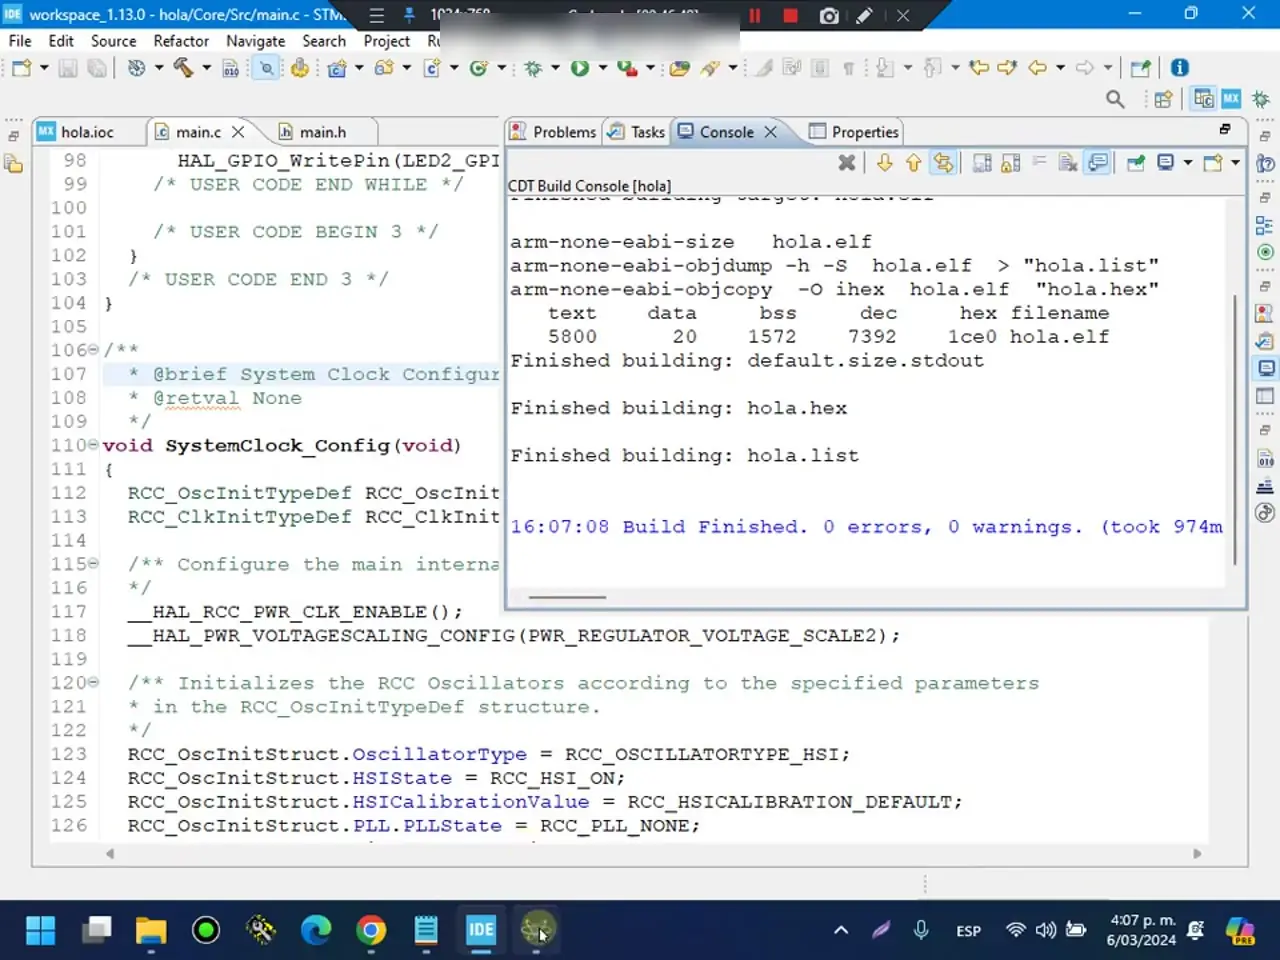 workspace_1.13.0 - hola/Core/Src/main.c - STM
File Edit Source Refactor Navigate Search Project
hola.ioc
main.c
main.h
Problems
Tasks
Console
Properties
CDT Build Console [hola]
Finished building target: hola.elf
arm-none-eabi-size hola.elf
arm-none-eabi-objdump -h -S hola.elf > "hola.list"
arm-none-eabi-objcopy -O ihex hola.elf "hola.hex"
text data bss dec hex filename
5800 20 1572 7392 1ce0 hola.elf
Finished building: default.size.stdout
Finished building: hola.hex
Finished building: hola.list
16:07:08 Build Finished. 0 errors, 0 warnings. (took 974m
98 HAL_GPIO_WritePin(LED2_GPI
99 /* USER CODE END WHILE */
100
101 /* USER CODE BEGIN 3 */
102 }
103 /* USER CODE END 3 */
104 }
105
106 /**
107 * @brief System Clock Configur
108 * @retval None
109 */
110 void SystemClock_Config(void)
111 {
112 RCC_OscInitTypeDef RCC_OscInit
113 RCC_ClkInitTypeDef RCC_ClkInit
114
115 /** Configure the main interna
116 */
117 __HAL_RCC_PWR_CLK_ENABLE();
118 __HAL_PWR_VOLTAGESCALING_CONFIG(PWR_REGULATOR_VOLTAGE_SCALE2);
119
120 /** Initializes the RCC Oscillators according to the specified parameters
121 * in the RCC_OscInitTypeDef structure.
122 */
123 RCC_OscInitStruct.OscillatorType = RCC_OSCILLATORTYPE_HSI;
124 RCC_OscInitStruct.HSIState = RCC_HSI_ON;
125 RCC_OscInitStruct.HSICalibrationValue = RCC_HSICALIBRATION_DEFAULT;
126 RCC_OscInitStruct.PLL.PLLState = RCC_PLL_NONE;
IDE
ESP
4:07 p. m.
6/03/2024
PRE